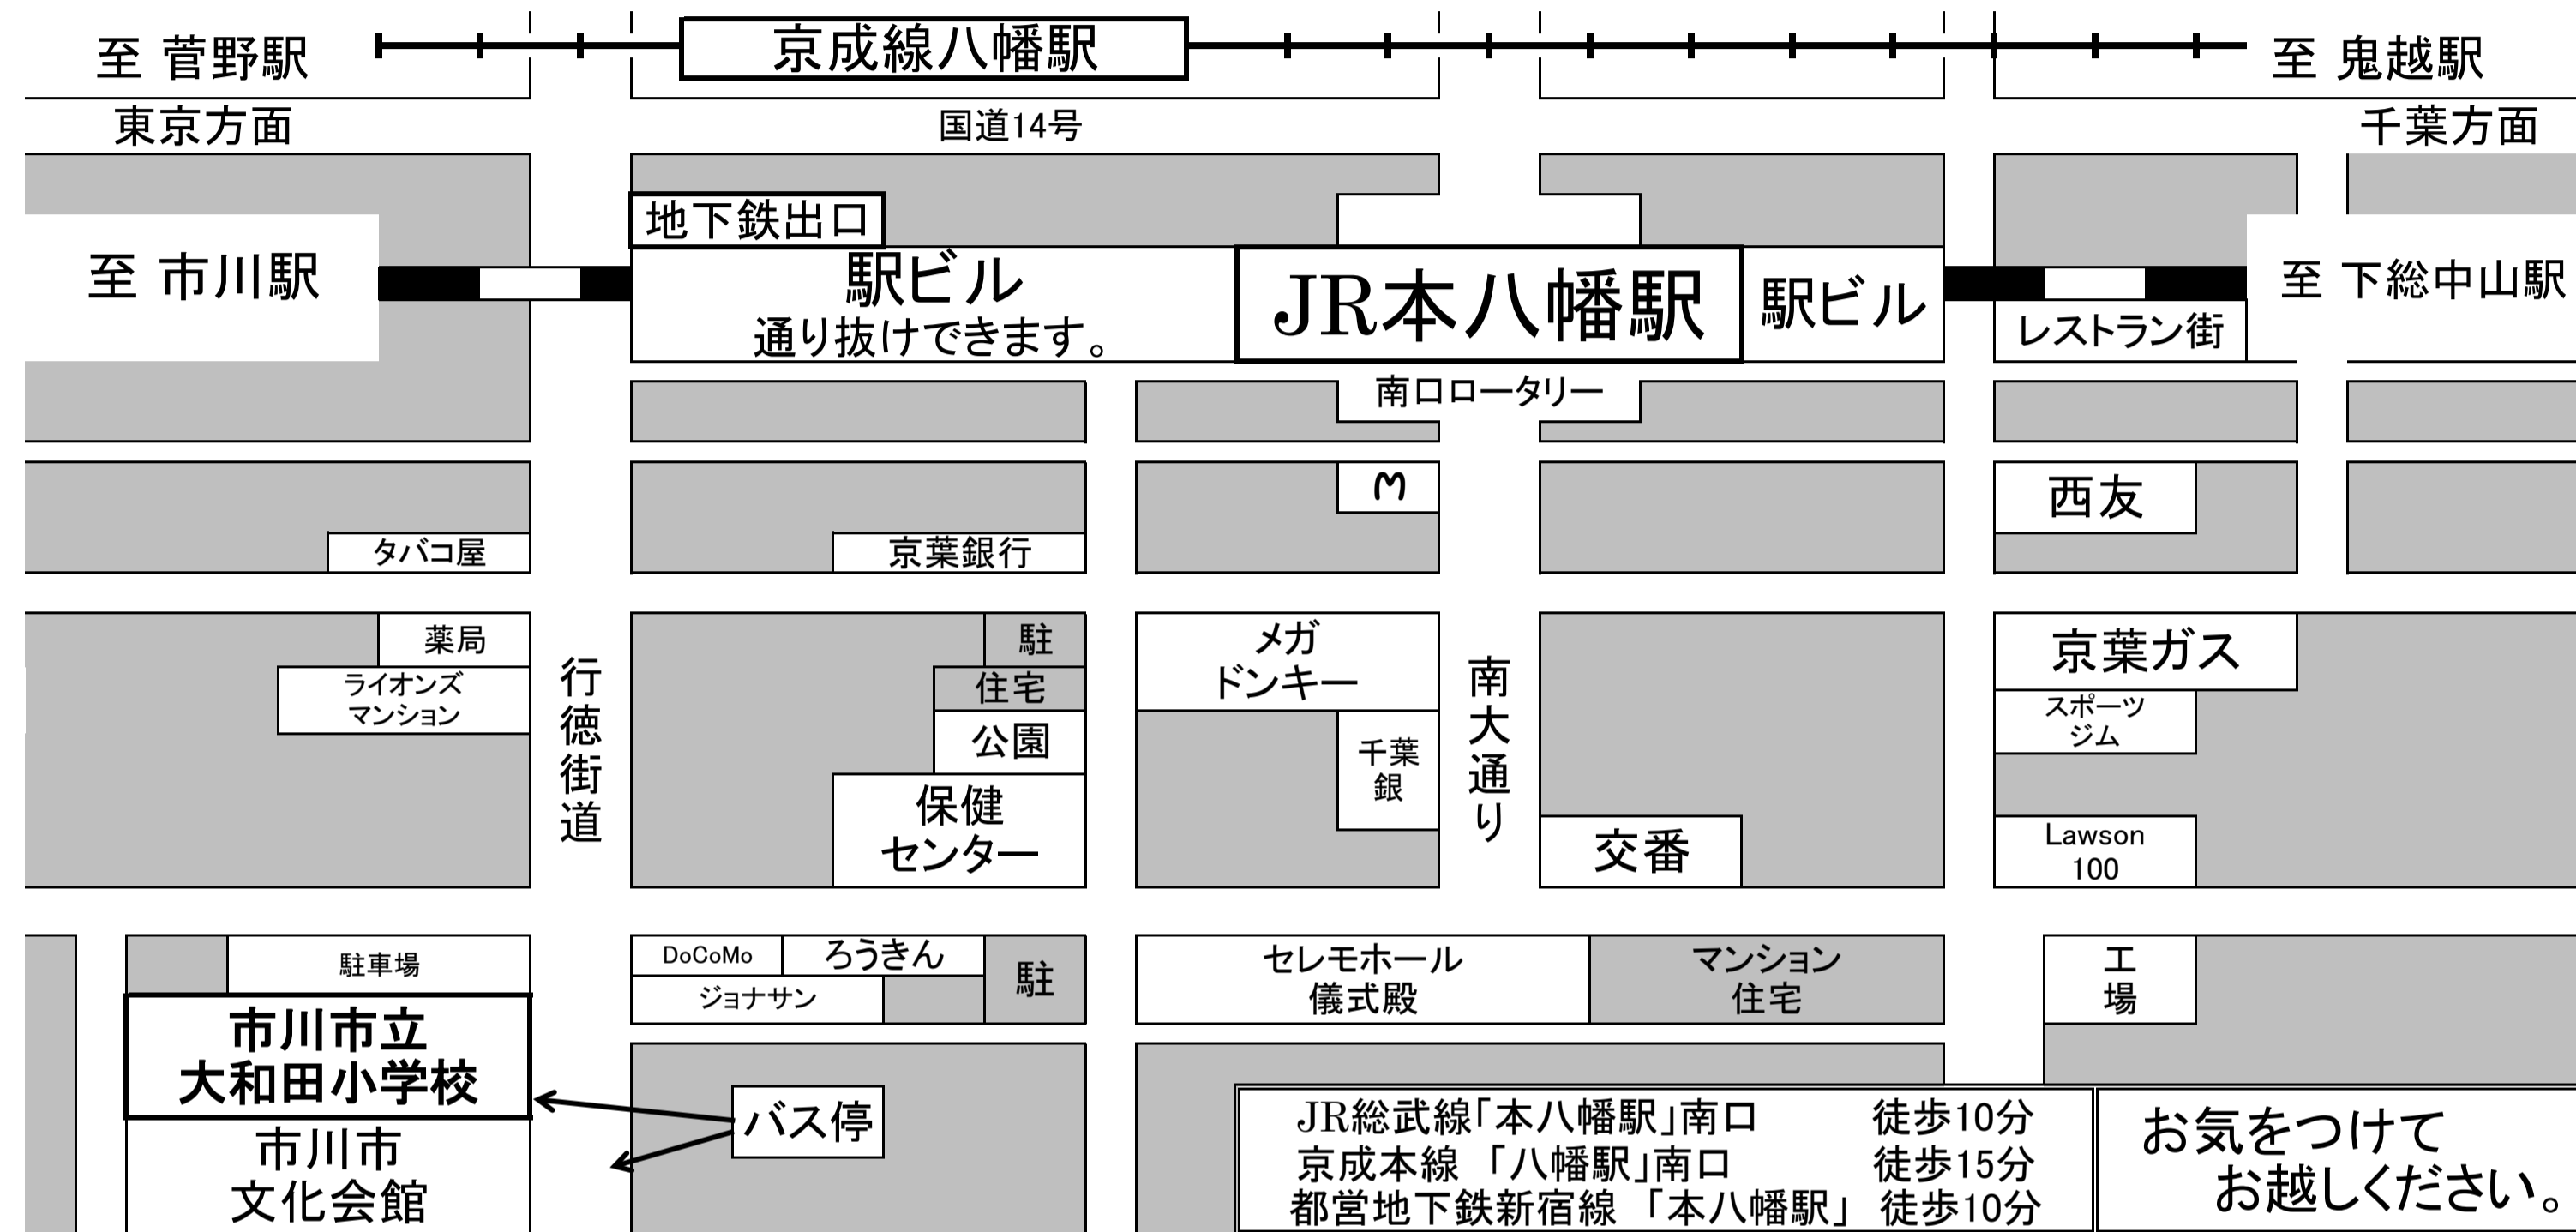 至 菅野駅
京成線八幡駅
至 鬼越駅
東京方面
国道14号
千葉方面
地下鉄出口
至 市川駅
駅ビル
通り抜けできます。
JR本八幡駅
駅ビル
至 下総中山駅
レストラン街
南口ロータリー
M
西友
タバコ屋
京葉銀行
薬局
ライオンズ
マンション
行徳街道
駐
住宅
公園
保健
センター
メガ
ドンキー
千葉
銀
南大通り
交番
京葉ガス
スポーツ
ジム
Lawson
100
駐車場
DoCoMo
ろうきん
ジョナサン
駐
セレモホール
儀式殿
マンション
住宅
工
場
市川市立
大和田小学校
市川市
文化会館
バス停
JR総武線「本八幡駅」南口 徒歩10分
京成本線 「八幡駅」南口 徒歩15分
都営地下鉄新宿線 「本八幡駅」 徒歩10分
お気をつけて
お越しください。